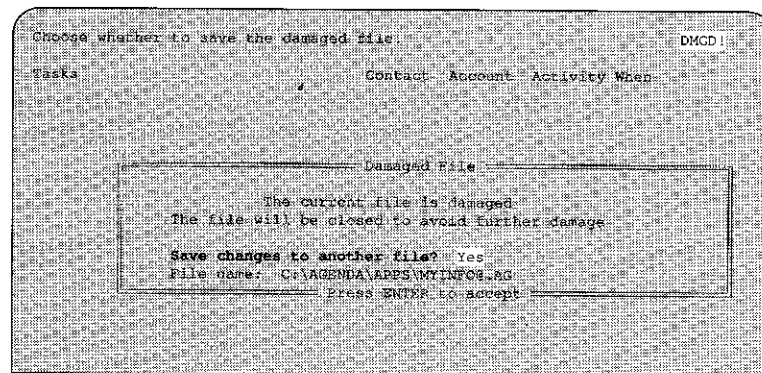 Choose whether to save the damaged file. DMGD!
Tasks Contact Account Activity When
Damaged File
The current file is damaged
The file will be closed to avoid further damage
Save changes to another file? Yes
File name: C:\AGENDA\APPS\MYINFO@.AG
Press ENTER to accept